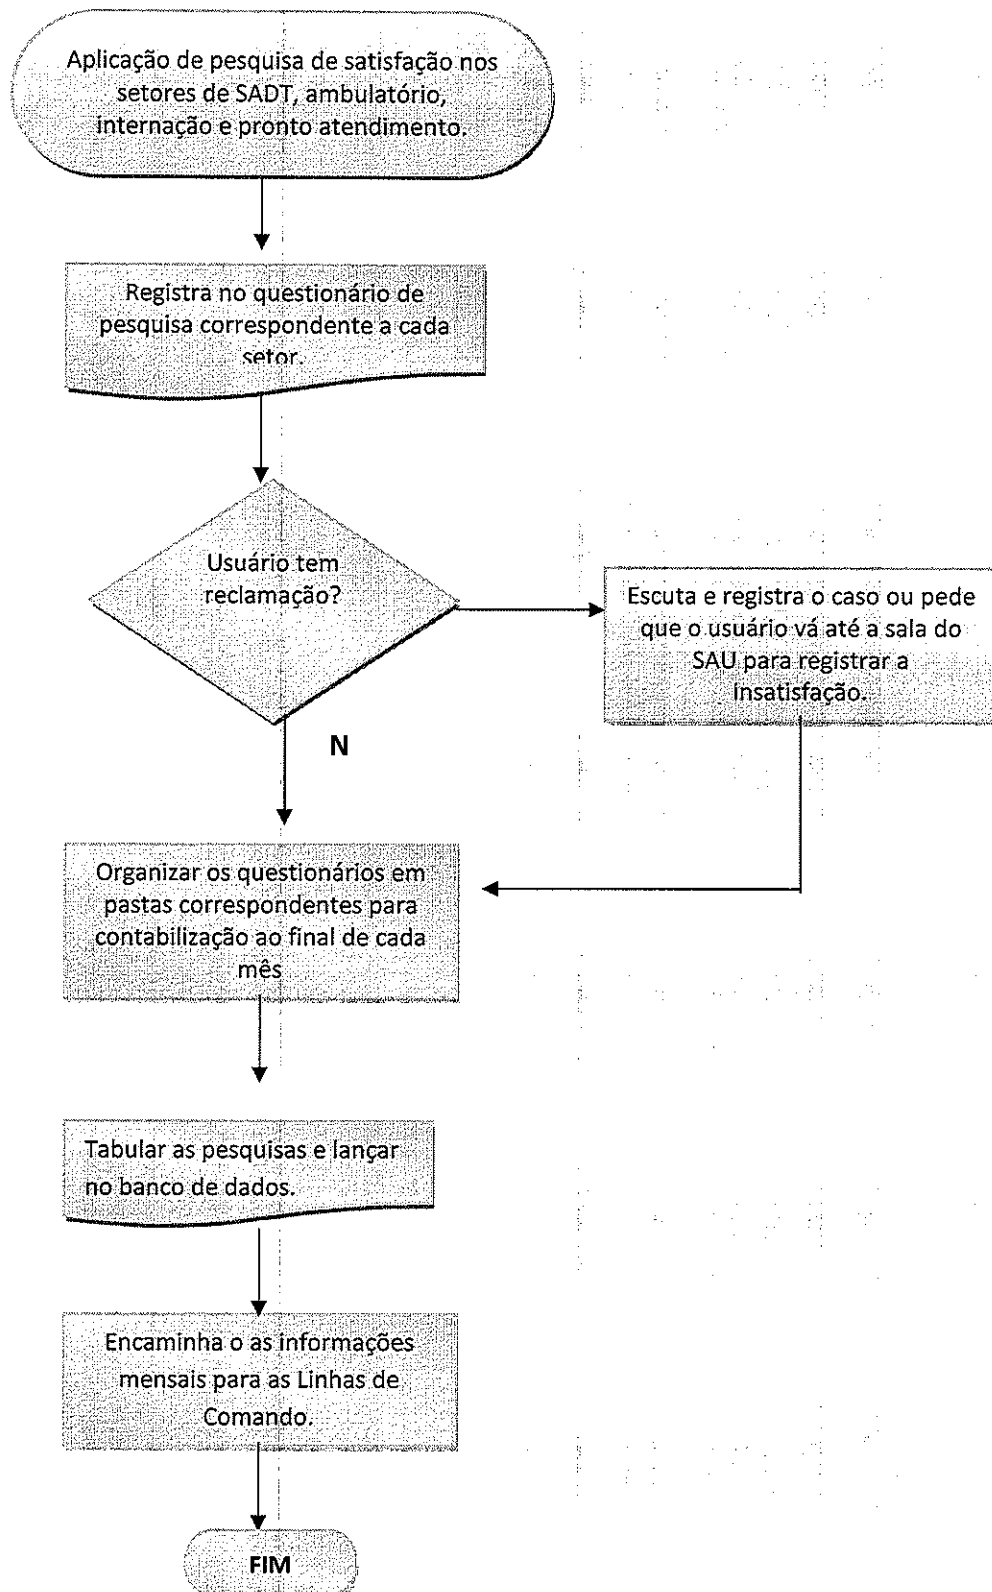 Aplicação de pesquisa de satisfação nos
setores de SADT, ambulatório,
internação e pronto atendimento.
Registra no questionário de
pesquisa correspondente a cada
setor.
Usuário tem
reclamação?
Escuta e registra o caso ou pede
que o usuário vá até a sala do
SAU para registrar a
insatisfação.
N
Organizar os questionários em
pastas correspondentes para
contabilização ao final de cada
mês
Tabular as pesquisas e lançar
no banco de dados.
Encaminha o as informações
mensais para as Linhas de
Comando.
FIM